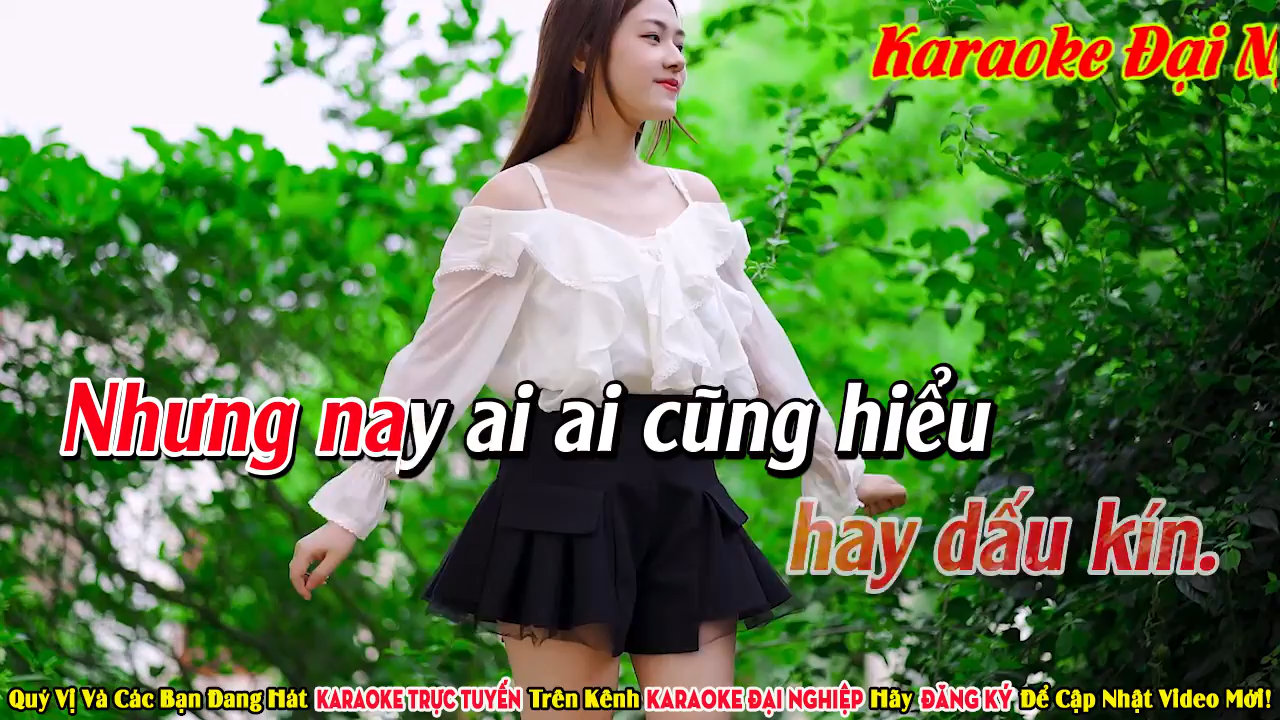 Karaoke Đại N
Nhưng nay ai ai cũng hiểu
hay dấu kín.
Quý Vị Và Các Bạn Đang Hát KARAOKE TRỰC TUYẾN Trên Kênh KARAOKE ĐẠI NGHIỆP Hãy ĐĂNG KÝ Để Cập Nhật Video Mới!